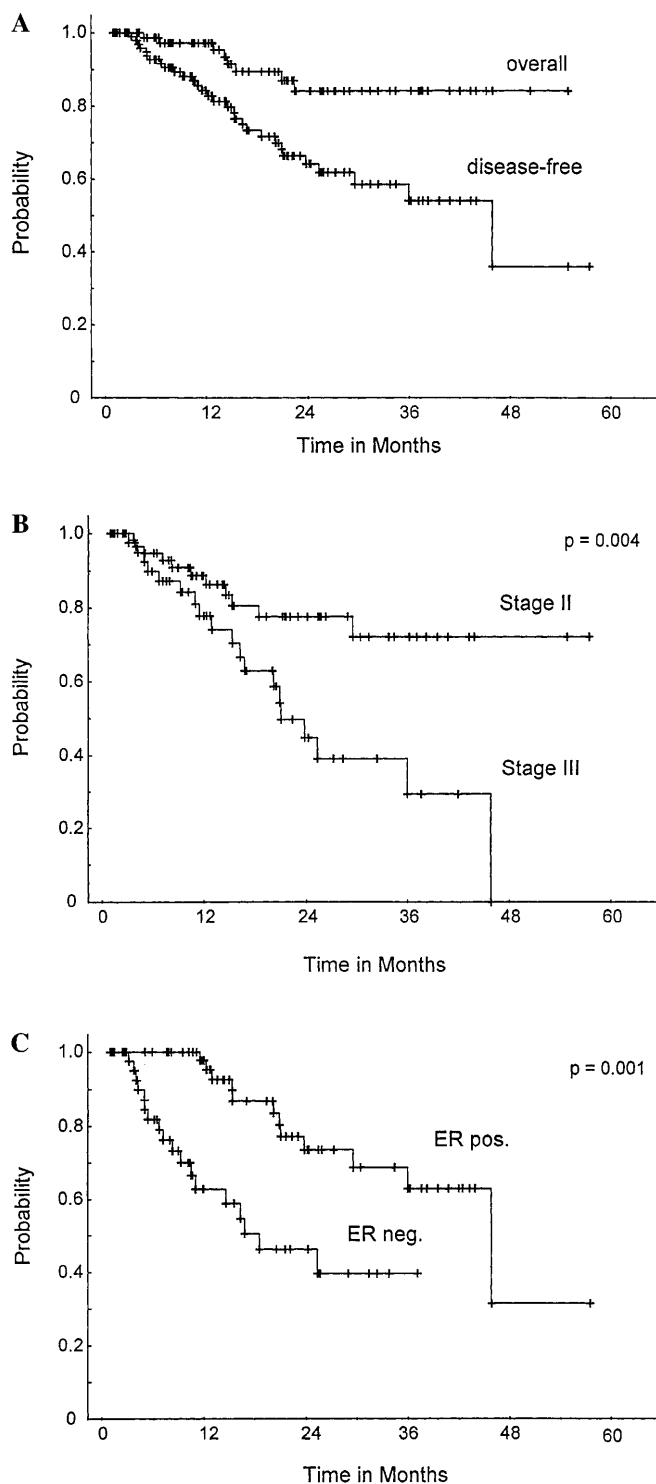 A
1.0
overall
0.8
disease-free
0.6
0.4
0.2
0
Probability
0 12 24 36 48 60
Time in Months
B
1.0
p = 0.004
Stage II
0.8
0.6
0.4
Stage III
0.2
0
Probability
0 12 24 36 48 60
Time in Months
C
1.0
p = 0.001
ER pos.
0.8
0.6
ER neg.
0.4
0.2
0
Probability
0 12 24 36 48 60
Time in Months